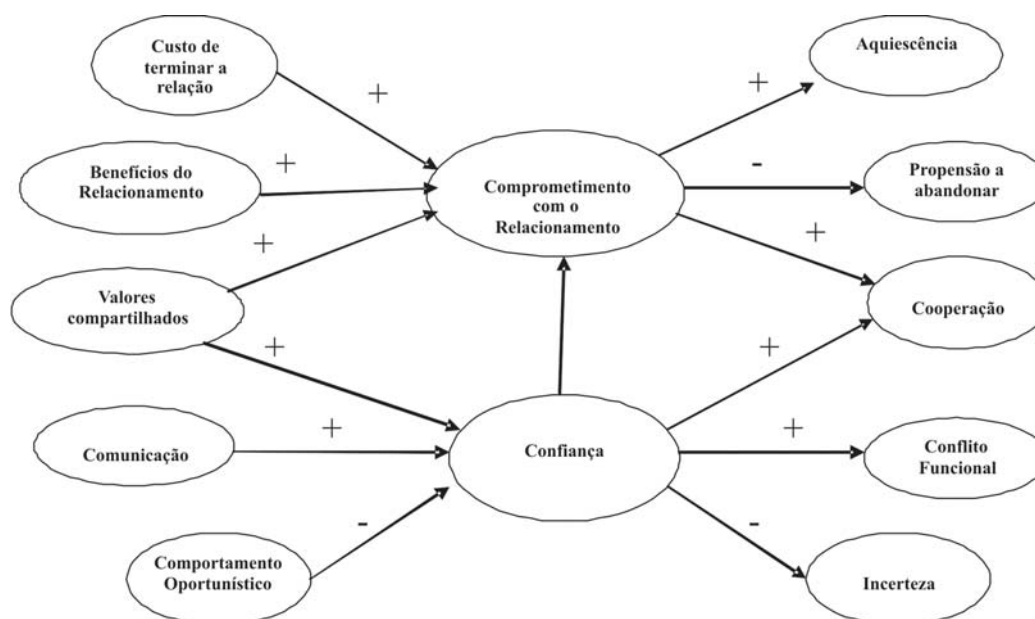 Custo de
terminar a
relação
+
Aquiescência
+
Benefícios do
Relacionamento
+
Comprometimento
com o
Relacionamento
-
Propensão a
abandonar
+
+
Valores
compartilhados
Cooperação
+
+
Comunicação
+
Confiança
+
Conflito
Funcional
-
-
Comportamento
Oportunístico
Incerteza